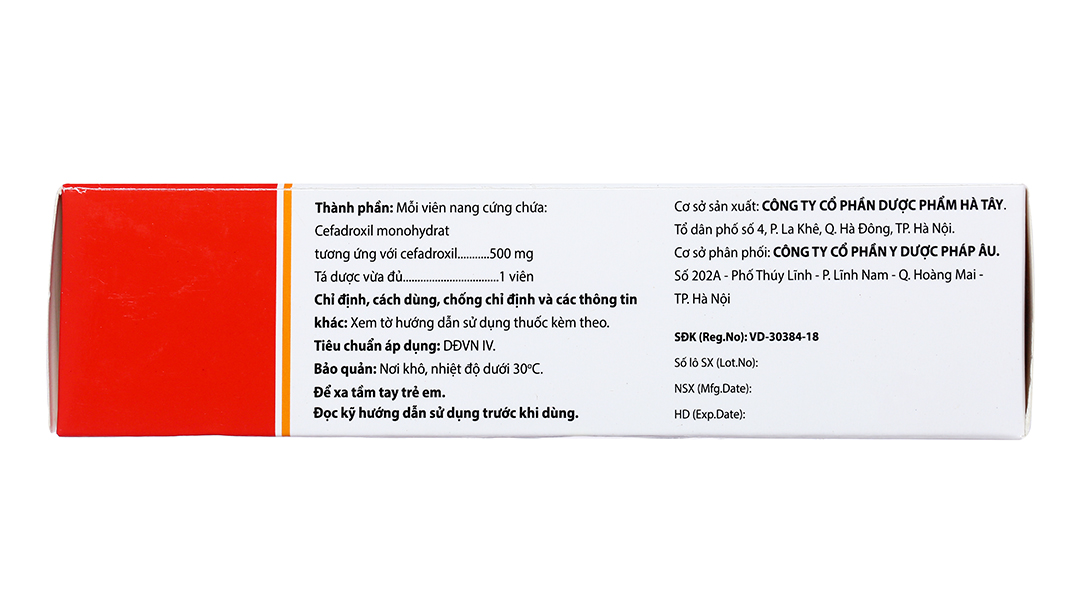 Thành phần: Mỗi viên nang cứng chứa:
Cefadroxil monohydrat
tương ứng với cefadroxil...........500 mg
Tá dược vừa đủ.................................1 viên
Chỉ định, cách dùng, chống chỉ định và các thông tin
khác: Xem tờ hướng dẫn sử dụng thuốc kèm theo.
Tiêu chuẩn áp dụng: DĐVN IV.
Bảo quản: Nơi khô, nhiệt độ dưới 30ºC.
Để xa tầm tay trẻ em.
Đọc kỹ hướng dẫn sử dụng trước khi dùng.
Cơ sở sản xuất: CÔNG TY CỔ PHẦN DƯỢC PHẨM HÀ TÂY.
Tổ dân phố số 4, P. La Khê, Q. Hà Đông, TP. Hà Nội.
Cơ sở phân phối: CÔNG TY CỔ PHẦN Y DƯỢC PHÁP ÂU.
Số 202A - Phố Thúy Lĩnh - P. Lĩnh Nam - Q. Hoàng Mai -
TP. Hà Nội
SĐK (Reg.No): VD-30384-18
Số lô SX (Lot.No):
NSX (Mfg.Date):
HD (Exp.Date):